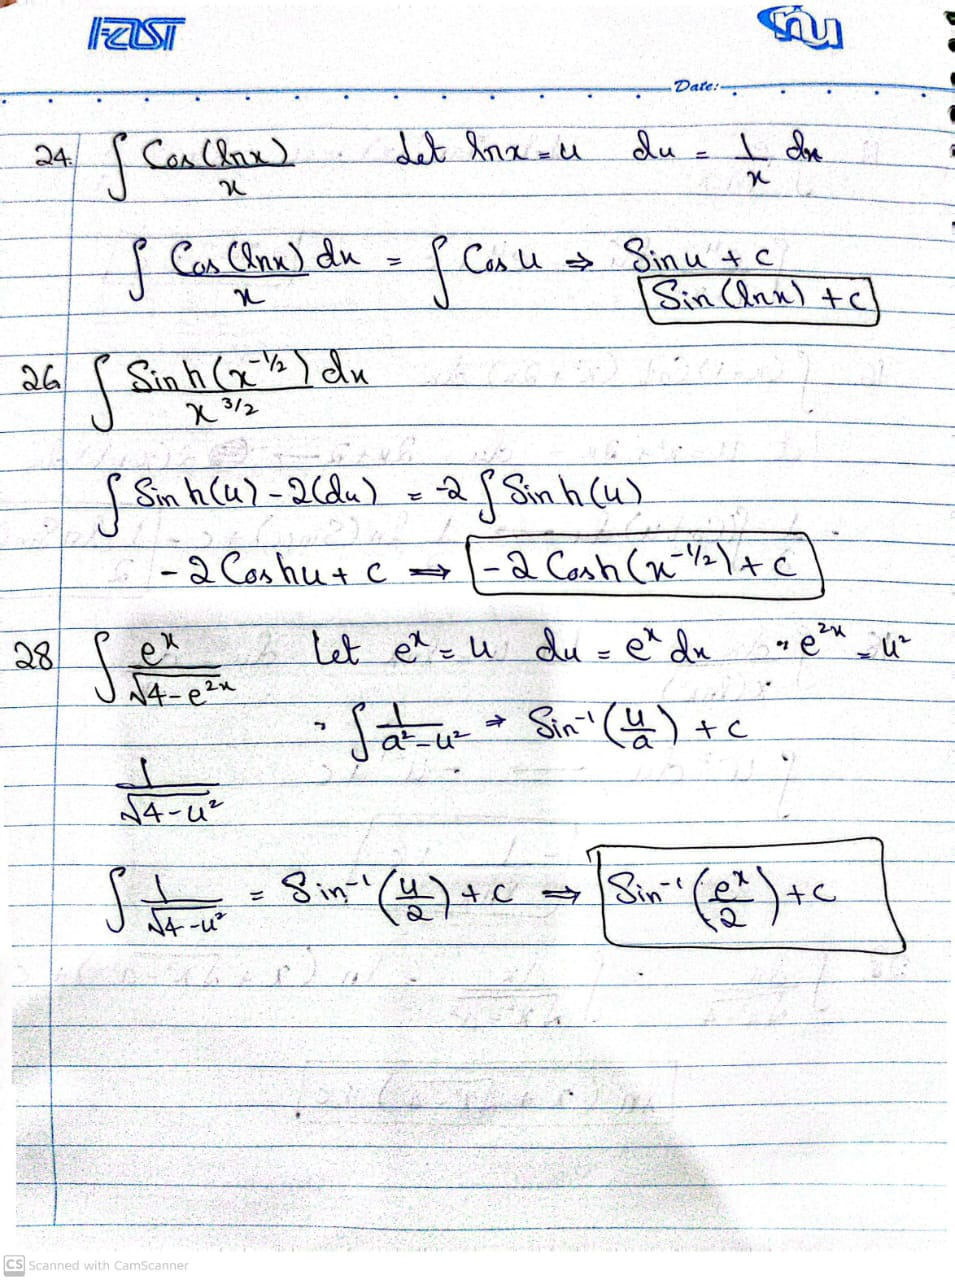 FAST nu
Date:
24. ∫ Cos(lnx)/x Let lnx = u du = 1/x dx
∫ Cos(lnx)/x dx = ∫ Cos u ⇒ Sinu + c
Sin(lnx) + c
26 ∫ Sinh(x^-1/2)/x^3/2 dx
∫ Sinh(u) - 2(du) = -2 ∫ Sinh(u)
-2 Coshu + c ⇒ -2 Cosh(x^-1/2) + c
28 ∫ e^x/√4-e^2x Let e^x = u du = e^x dx , e^2x = u²
, ∫ 1/a²-u² ⇒ Sin^-1(u/a) + c
1/√4-u²
∫ 1/√4-u² = Sin^-1(u/2) + c ⇒ Sin^-1(e^x/2) + c
CS Scanned with CamScanner